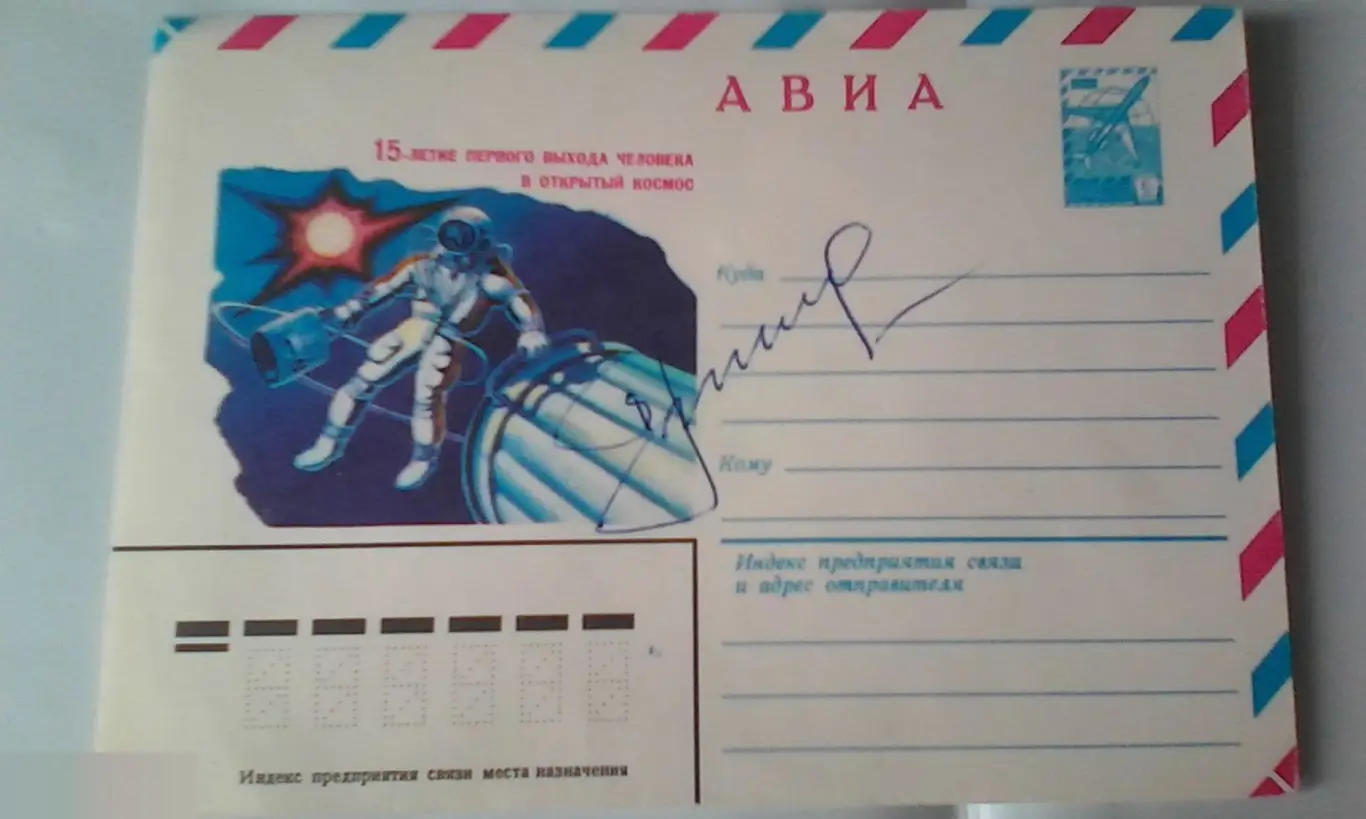 АВИА
15-ЛЕТИЕ ПЕРВОГО ВЫХОДА ЧЕЛОВЕКА
В ОТКРЫТЫЙ КОСМОС
Куда
Кому
Индекс предприятия связи
и адрес отправителя
Индекс предприятия связи места назначения